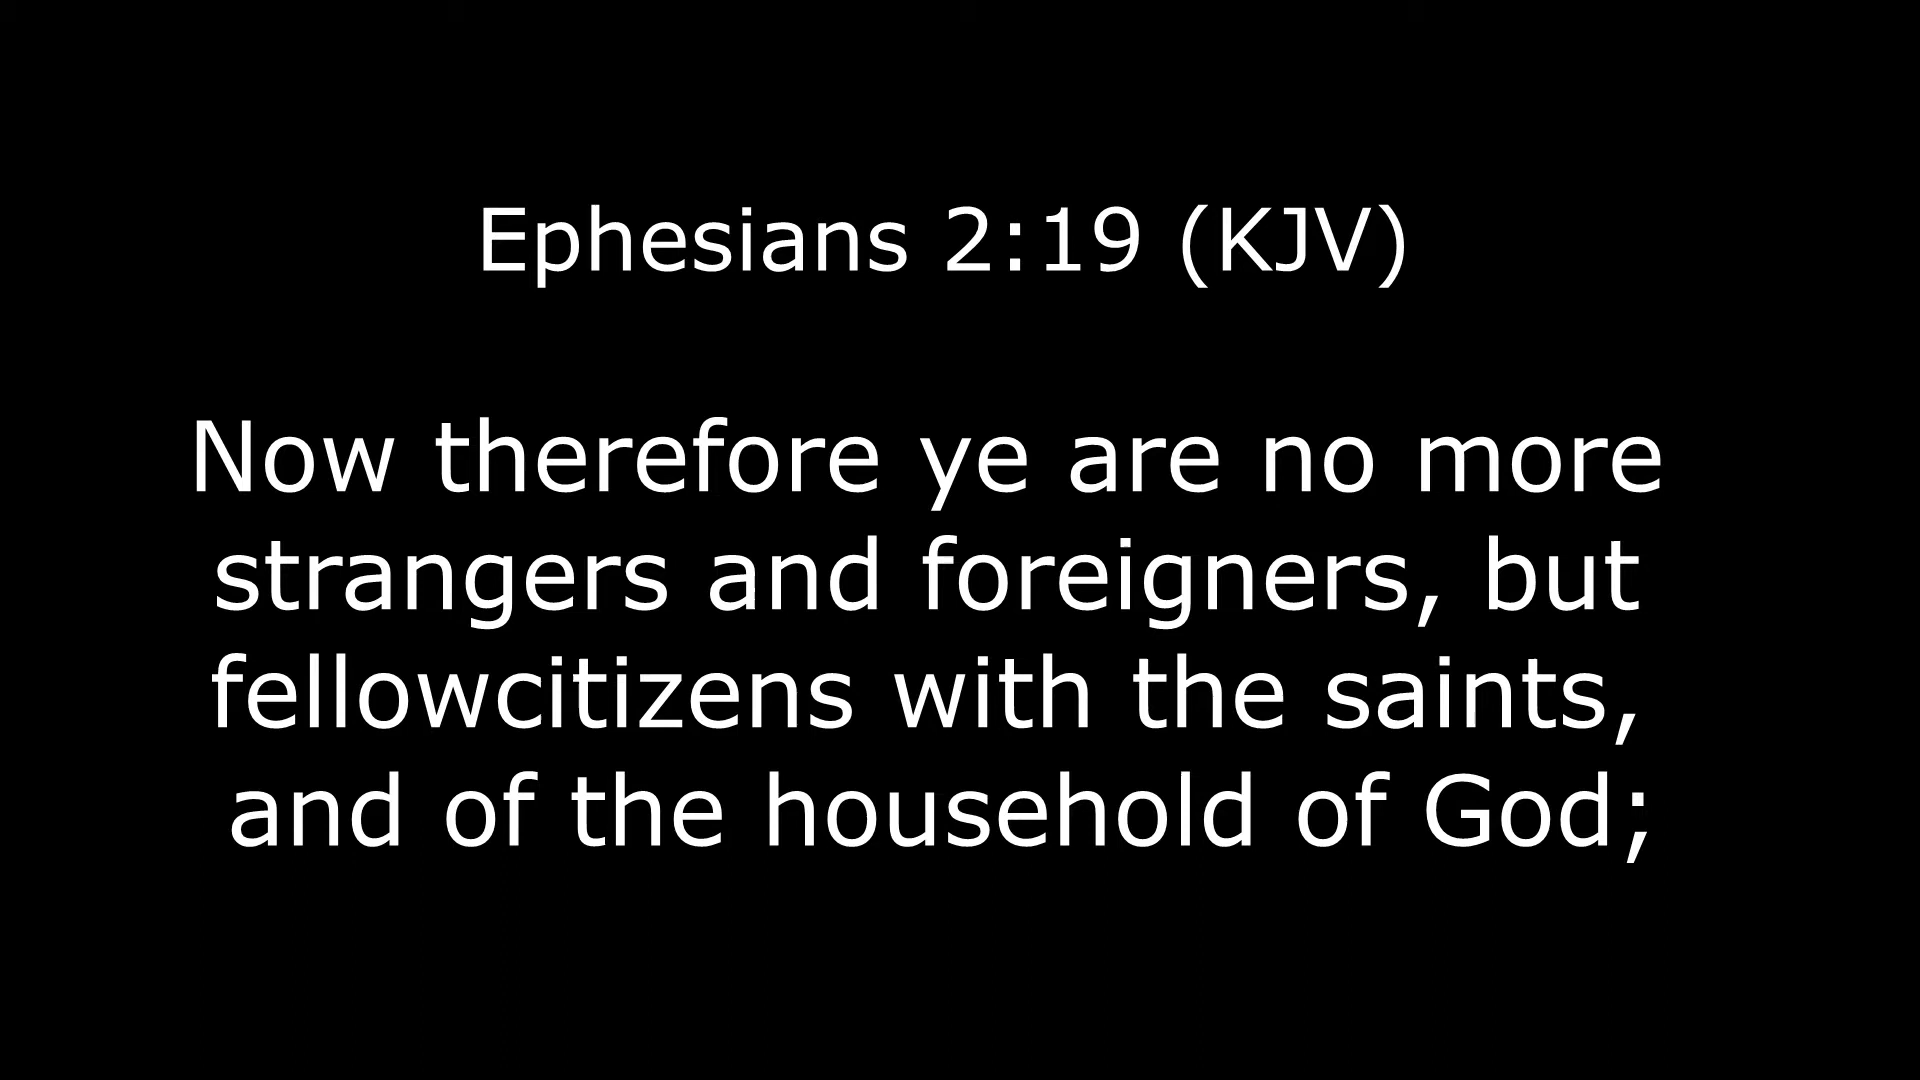 Ephesians 2:19 (KJV)
Now therefore ye are no more
strangers and foreigners, but
fellowcitizens with the saints,
and of the household of God;